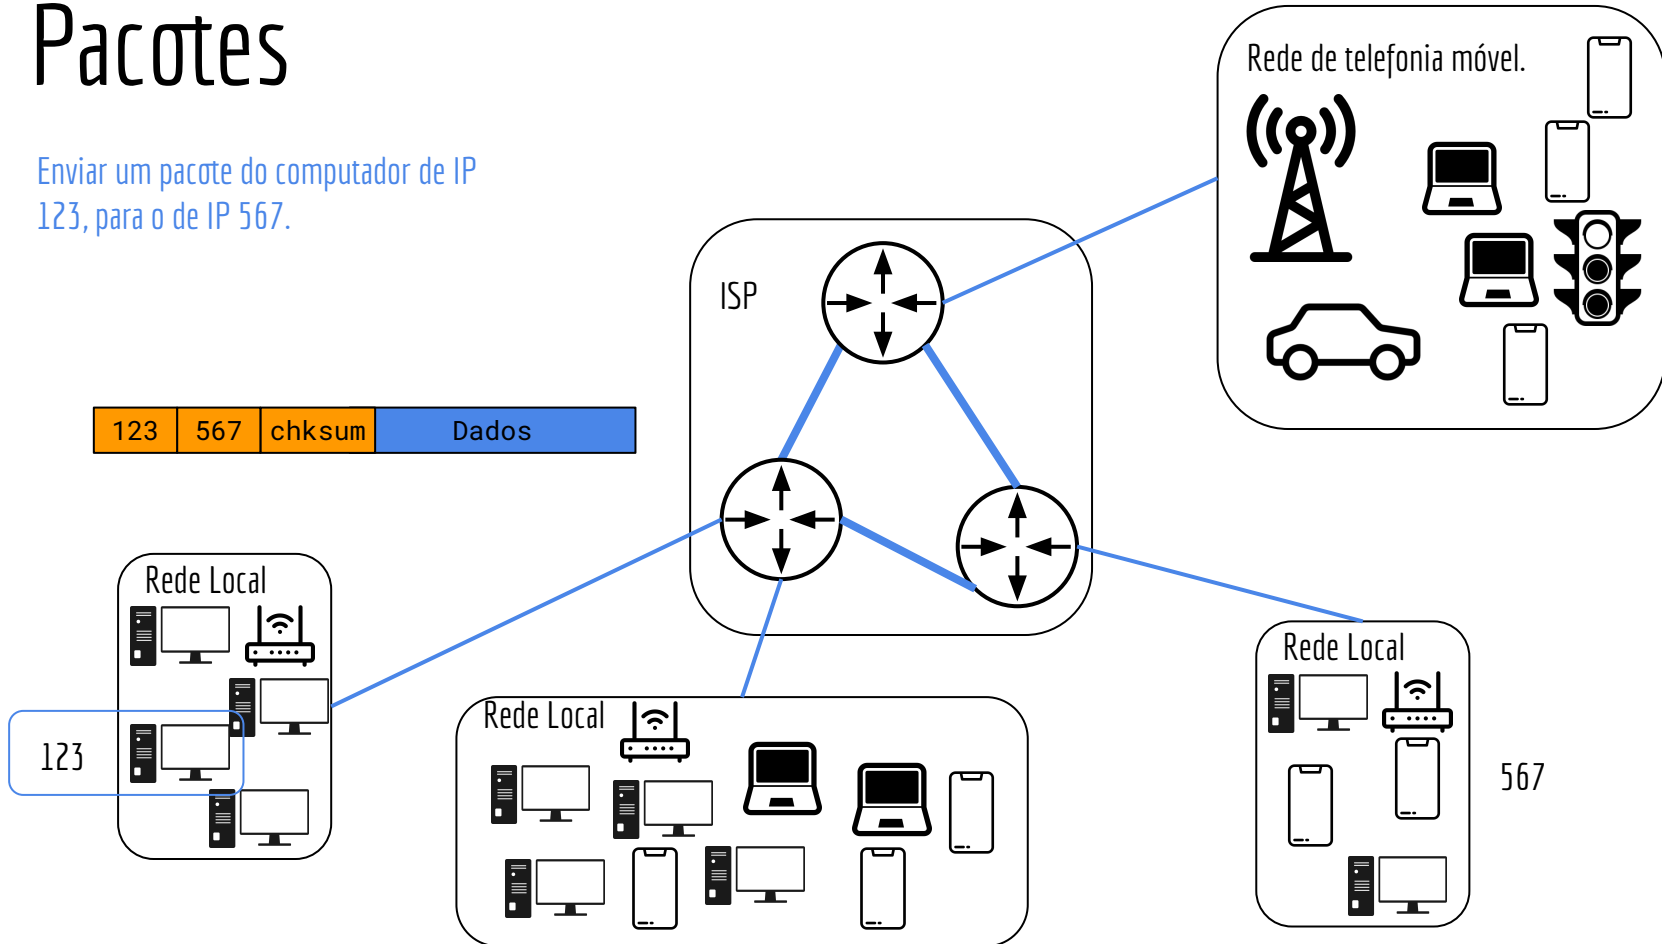 Pacotes
Enviar um pacote do computador de IP
123, para o de IP 567.
Rede de telefonia móvel.
ISP
123 567 chksum Dados
Rede Local
123
Rede Local
Rede Local
567